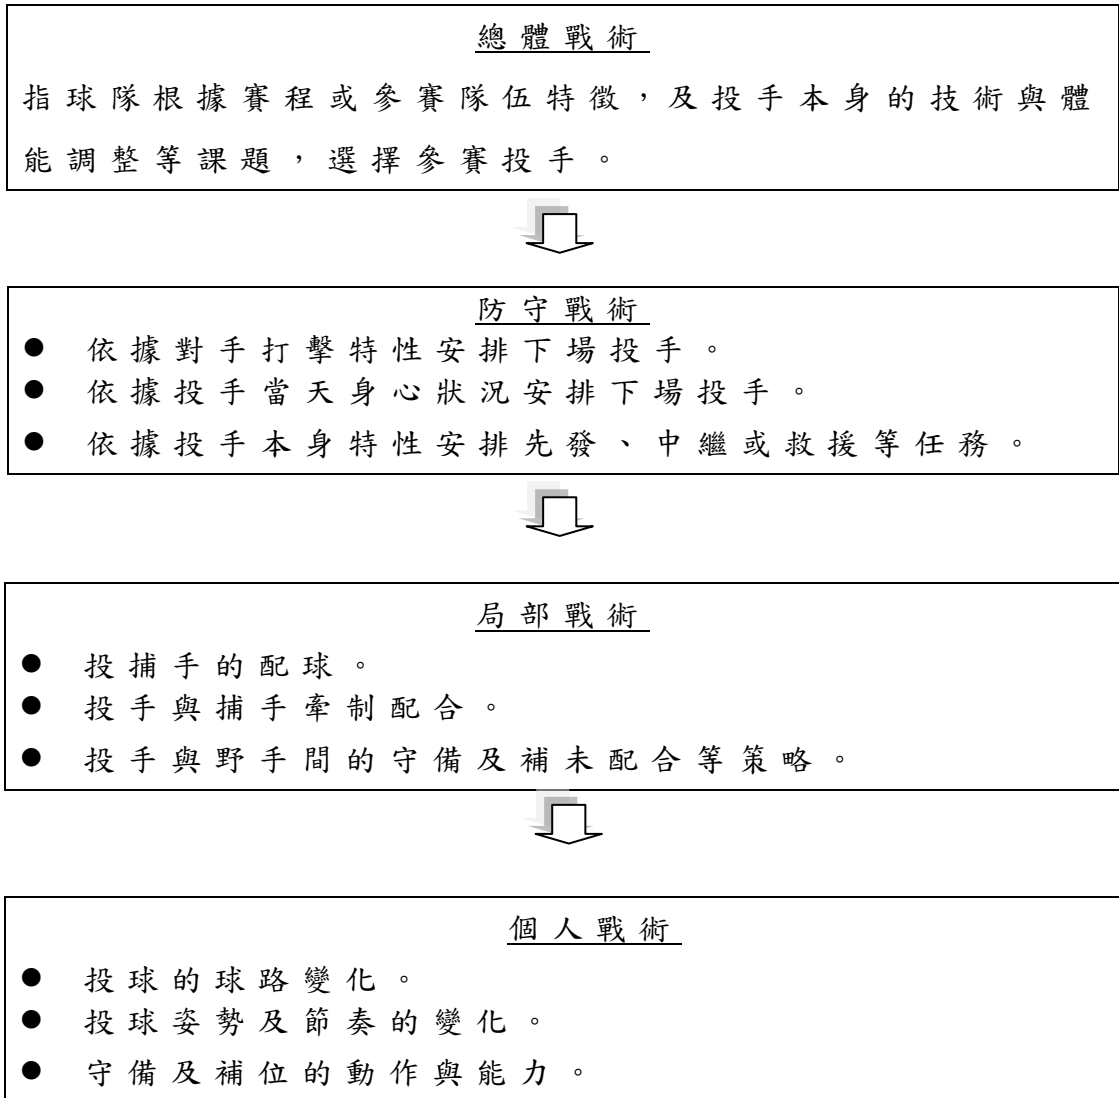 總體戰術
指球隊根據賽程或參賽隊伍特徵，及投手本身的技術與體
能調整等課題，選擇參賽投手。
防守戰術
● 依據對手打擊特性安排下場投手。
● 依據投手當天身心狀況安排下場投手。
● 依據投手本身特性安排先發、中繼或救援等任務。
局部戰術
● 投捕手的配球。
● 投手與捕手牽制配合。
● 投手與野手間的守備及補未配合等策略。
個人戰術
● 投球的球路變化。
● 投球姿勢及節奏的變化。
● 守備及補位的動作與能力。